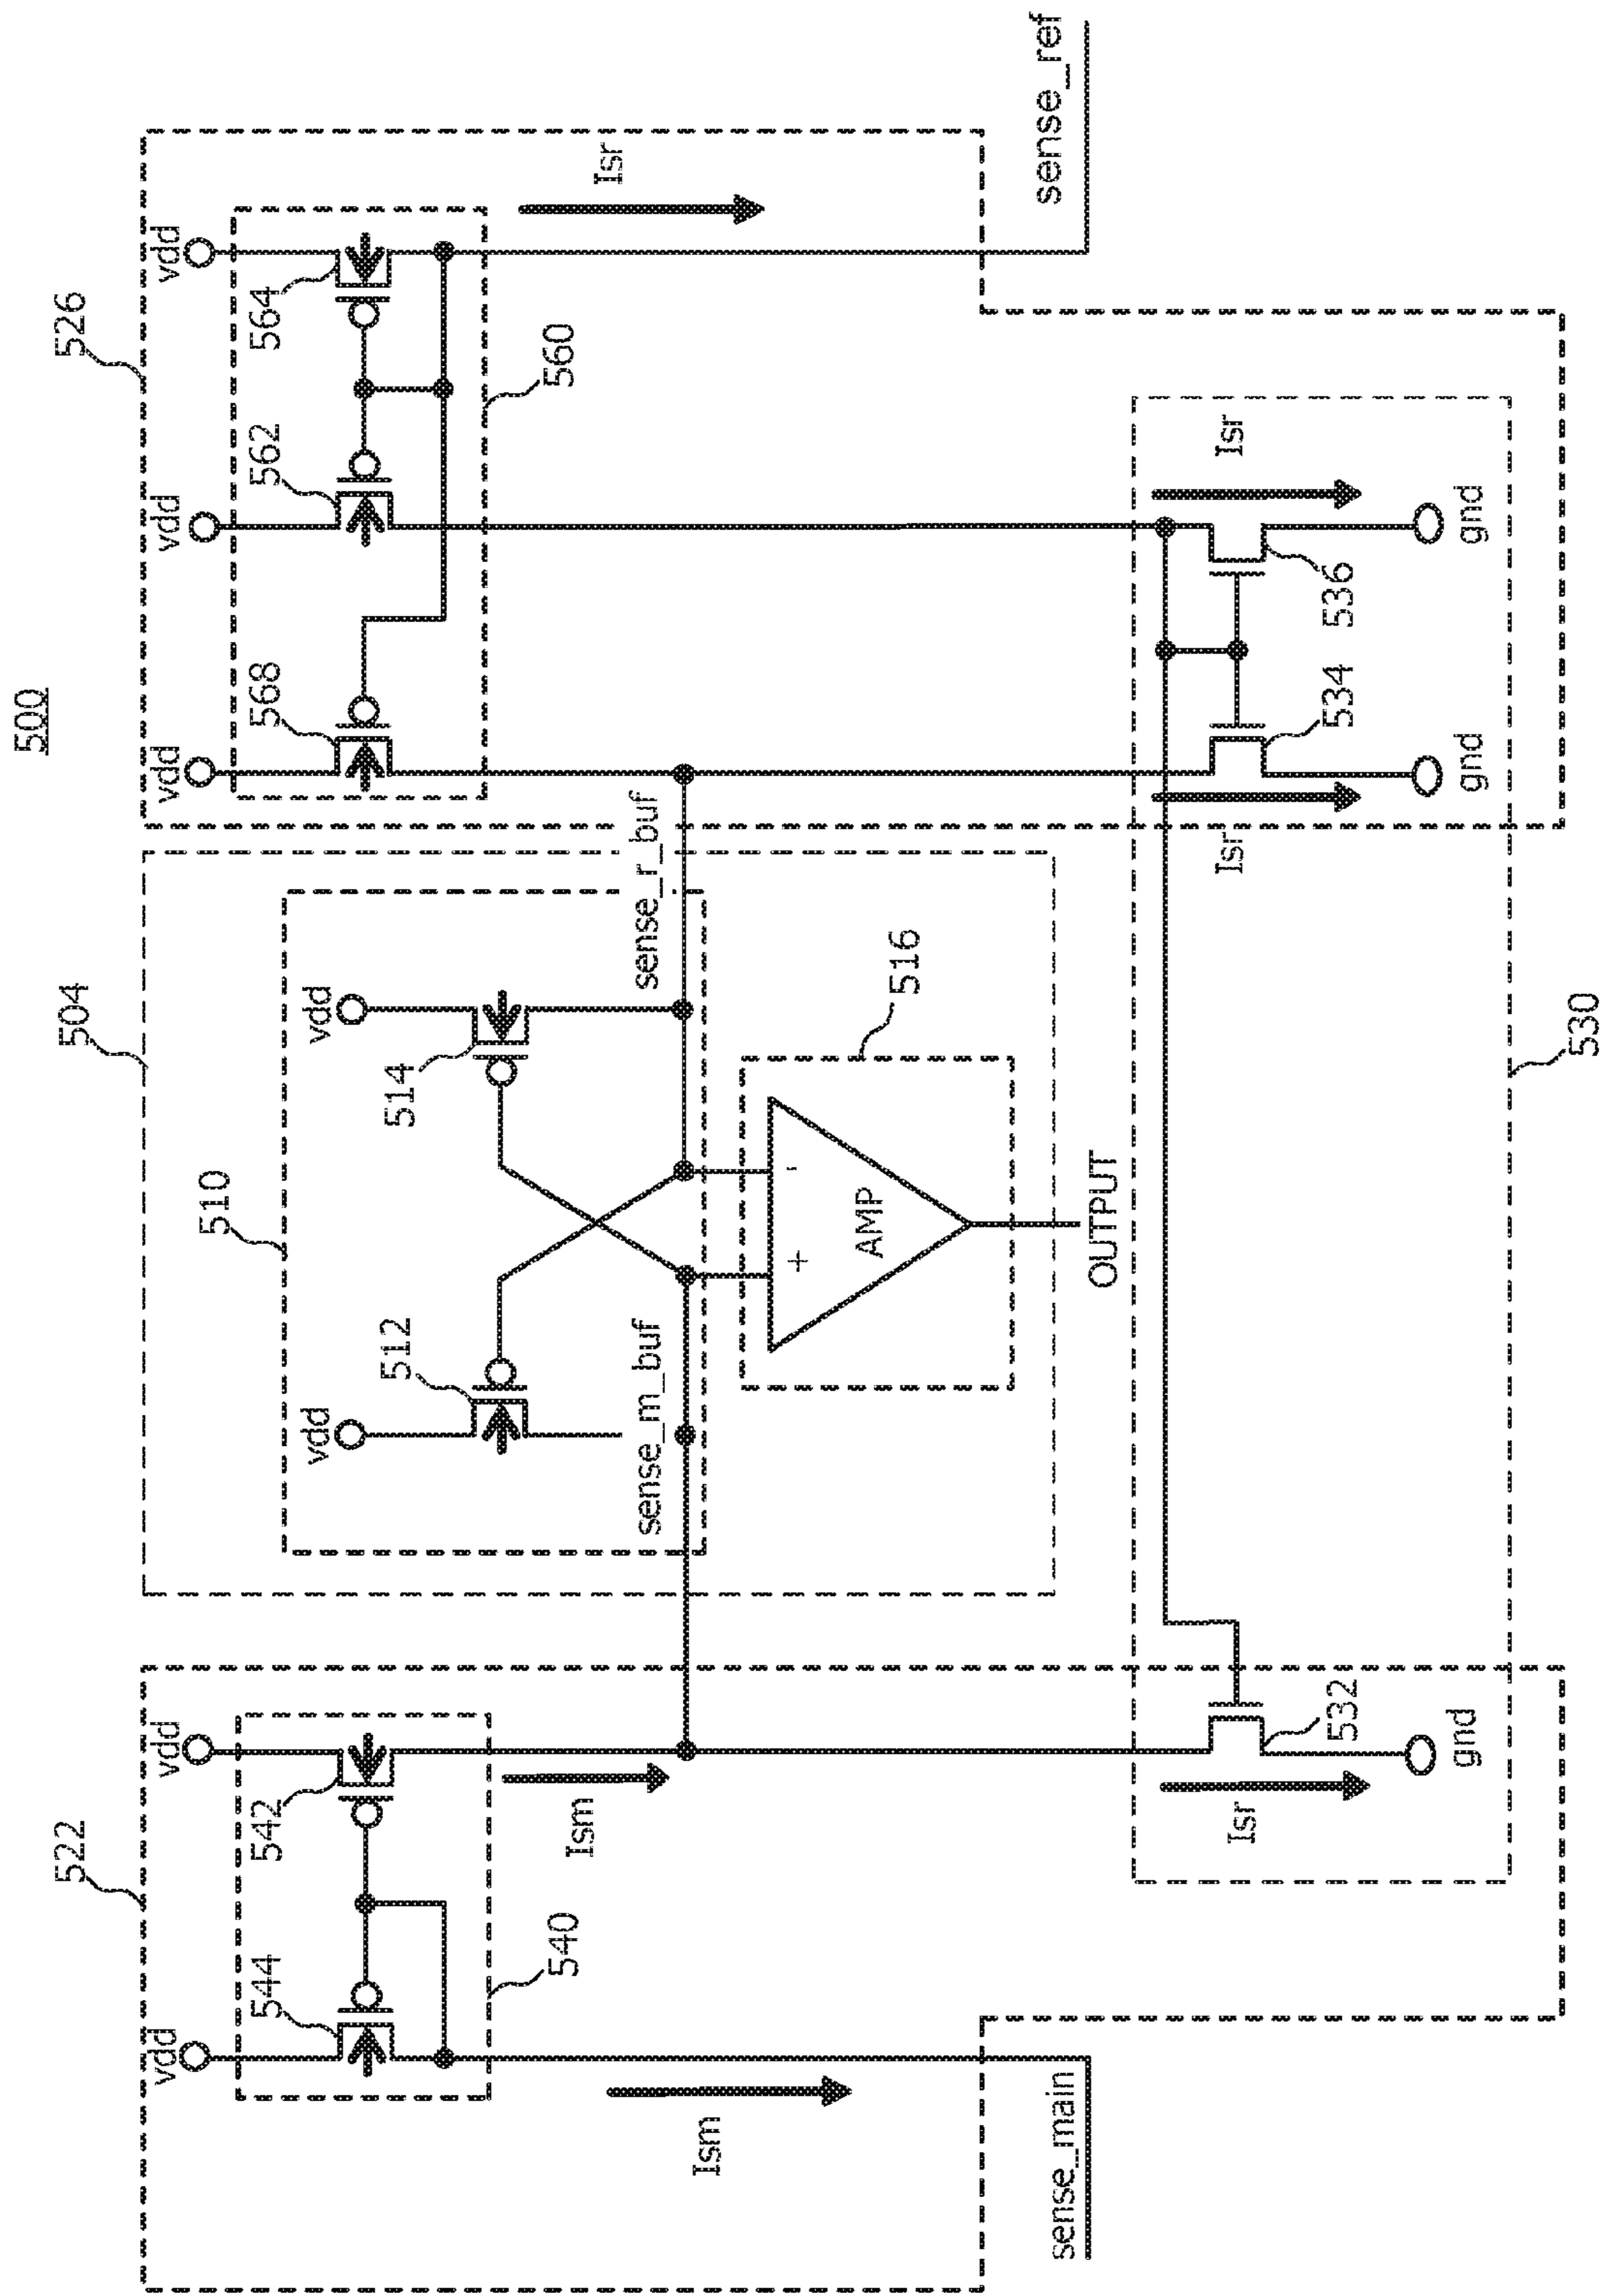 500
522
504
526
vdd
vdd
vdd
vdd
vdd
544
542
568
562
564
510
vdd
vdd
512
514
540
560
Ism
Ism
Isr
sense_m_buf
sense_r_buf
516
+
-
AMP
sense_main
OUTPUT
sense_ref
Isr
Isr
Isr
532
534
536
gnd
gnd
gnd
530